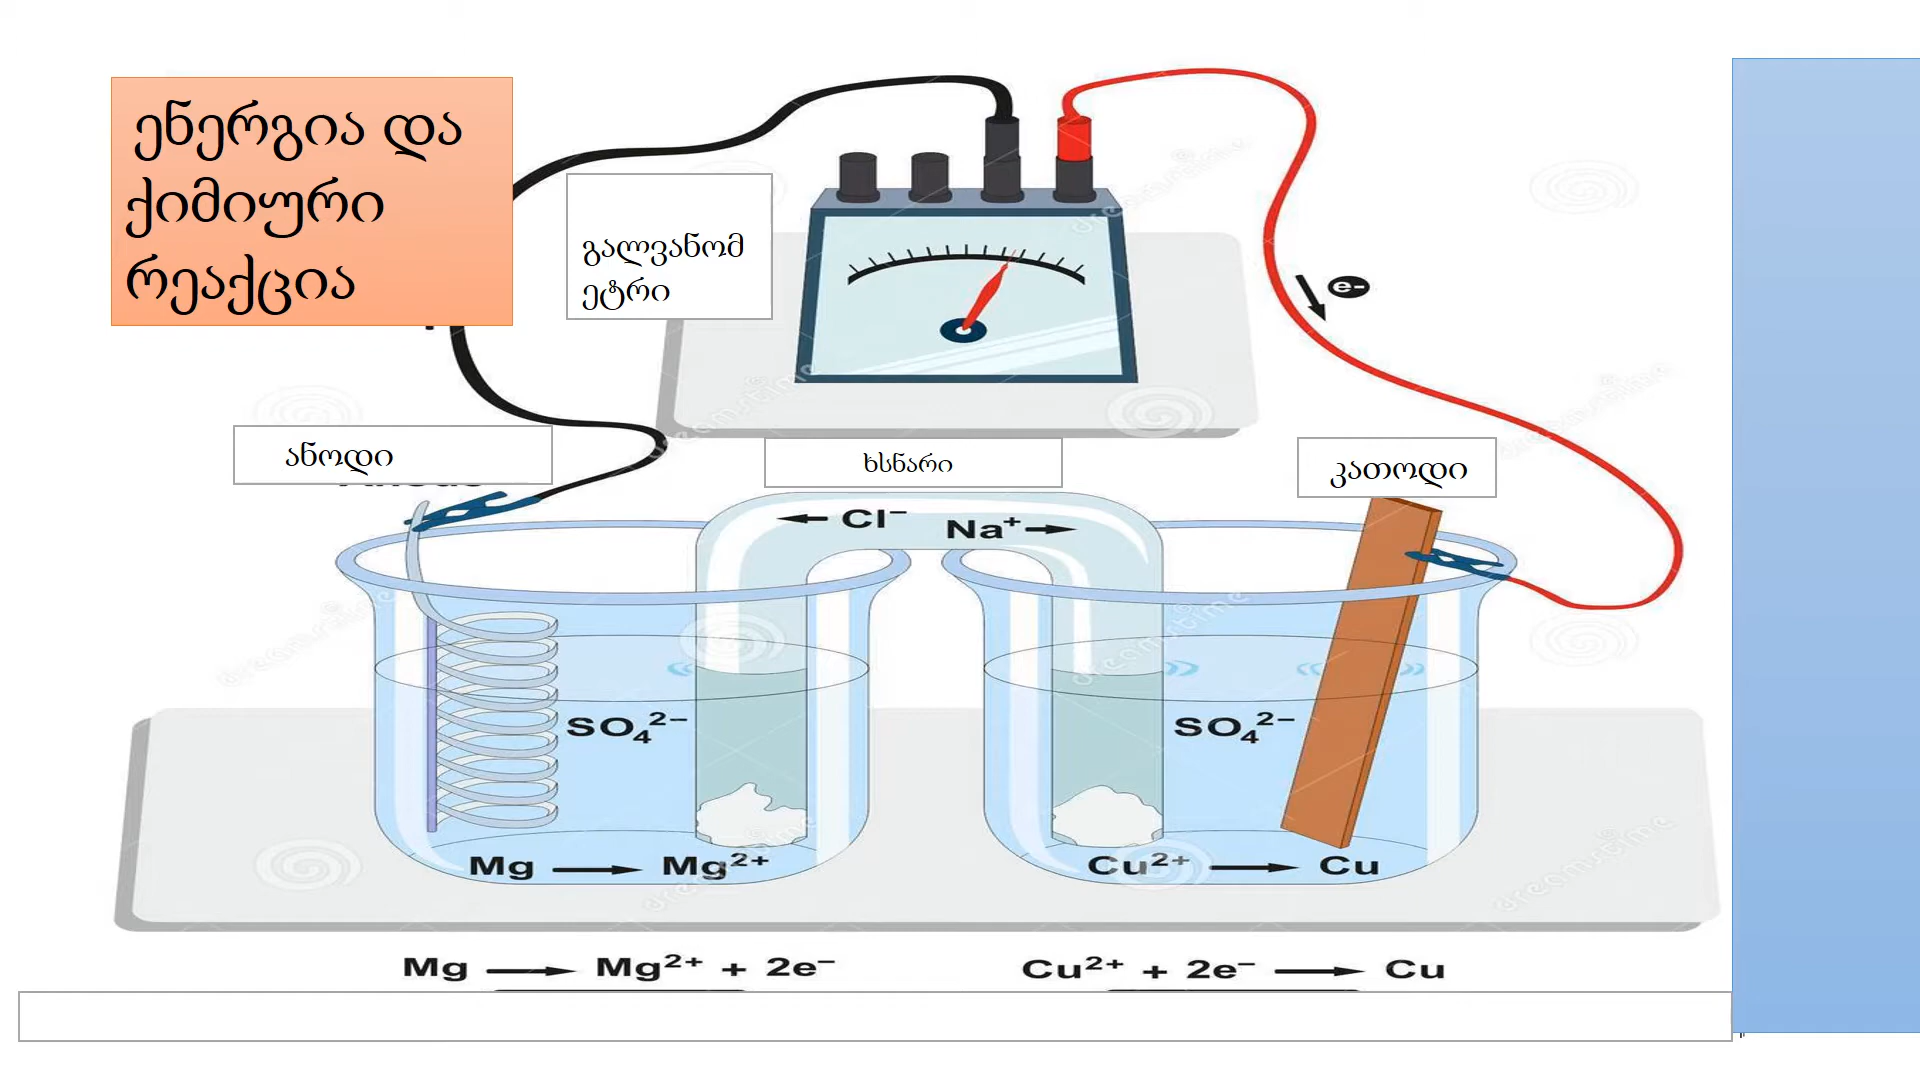 ენერგია და
ქიმიური
რეაქცია
გალვანომ
ეტრი
e-
ანოდი
ხსნარი
კათოდი
← Cl⁻
Na⁺ →
SO₄²⁻
SO₄²⁻
Mg → Mg²⁺
Cu²⁺ → Cu
Mg → Mg²⁺ + 2e⁻
Cu²⁺ + 2e⁻ → Cu
dreamstime